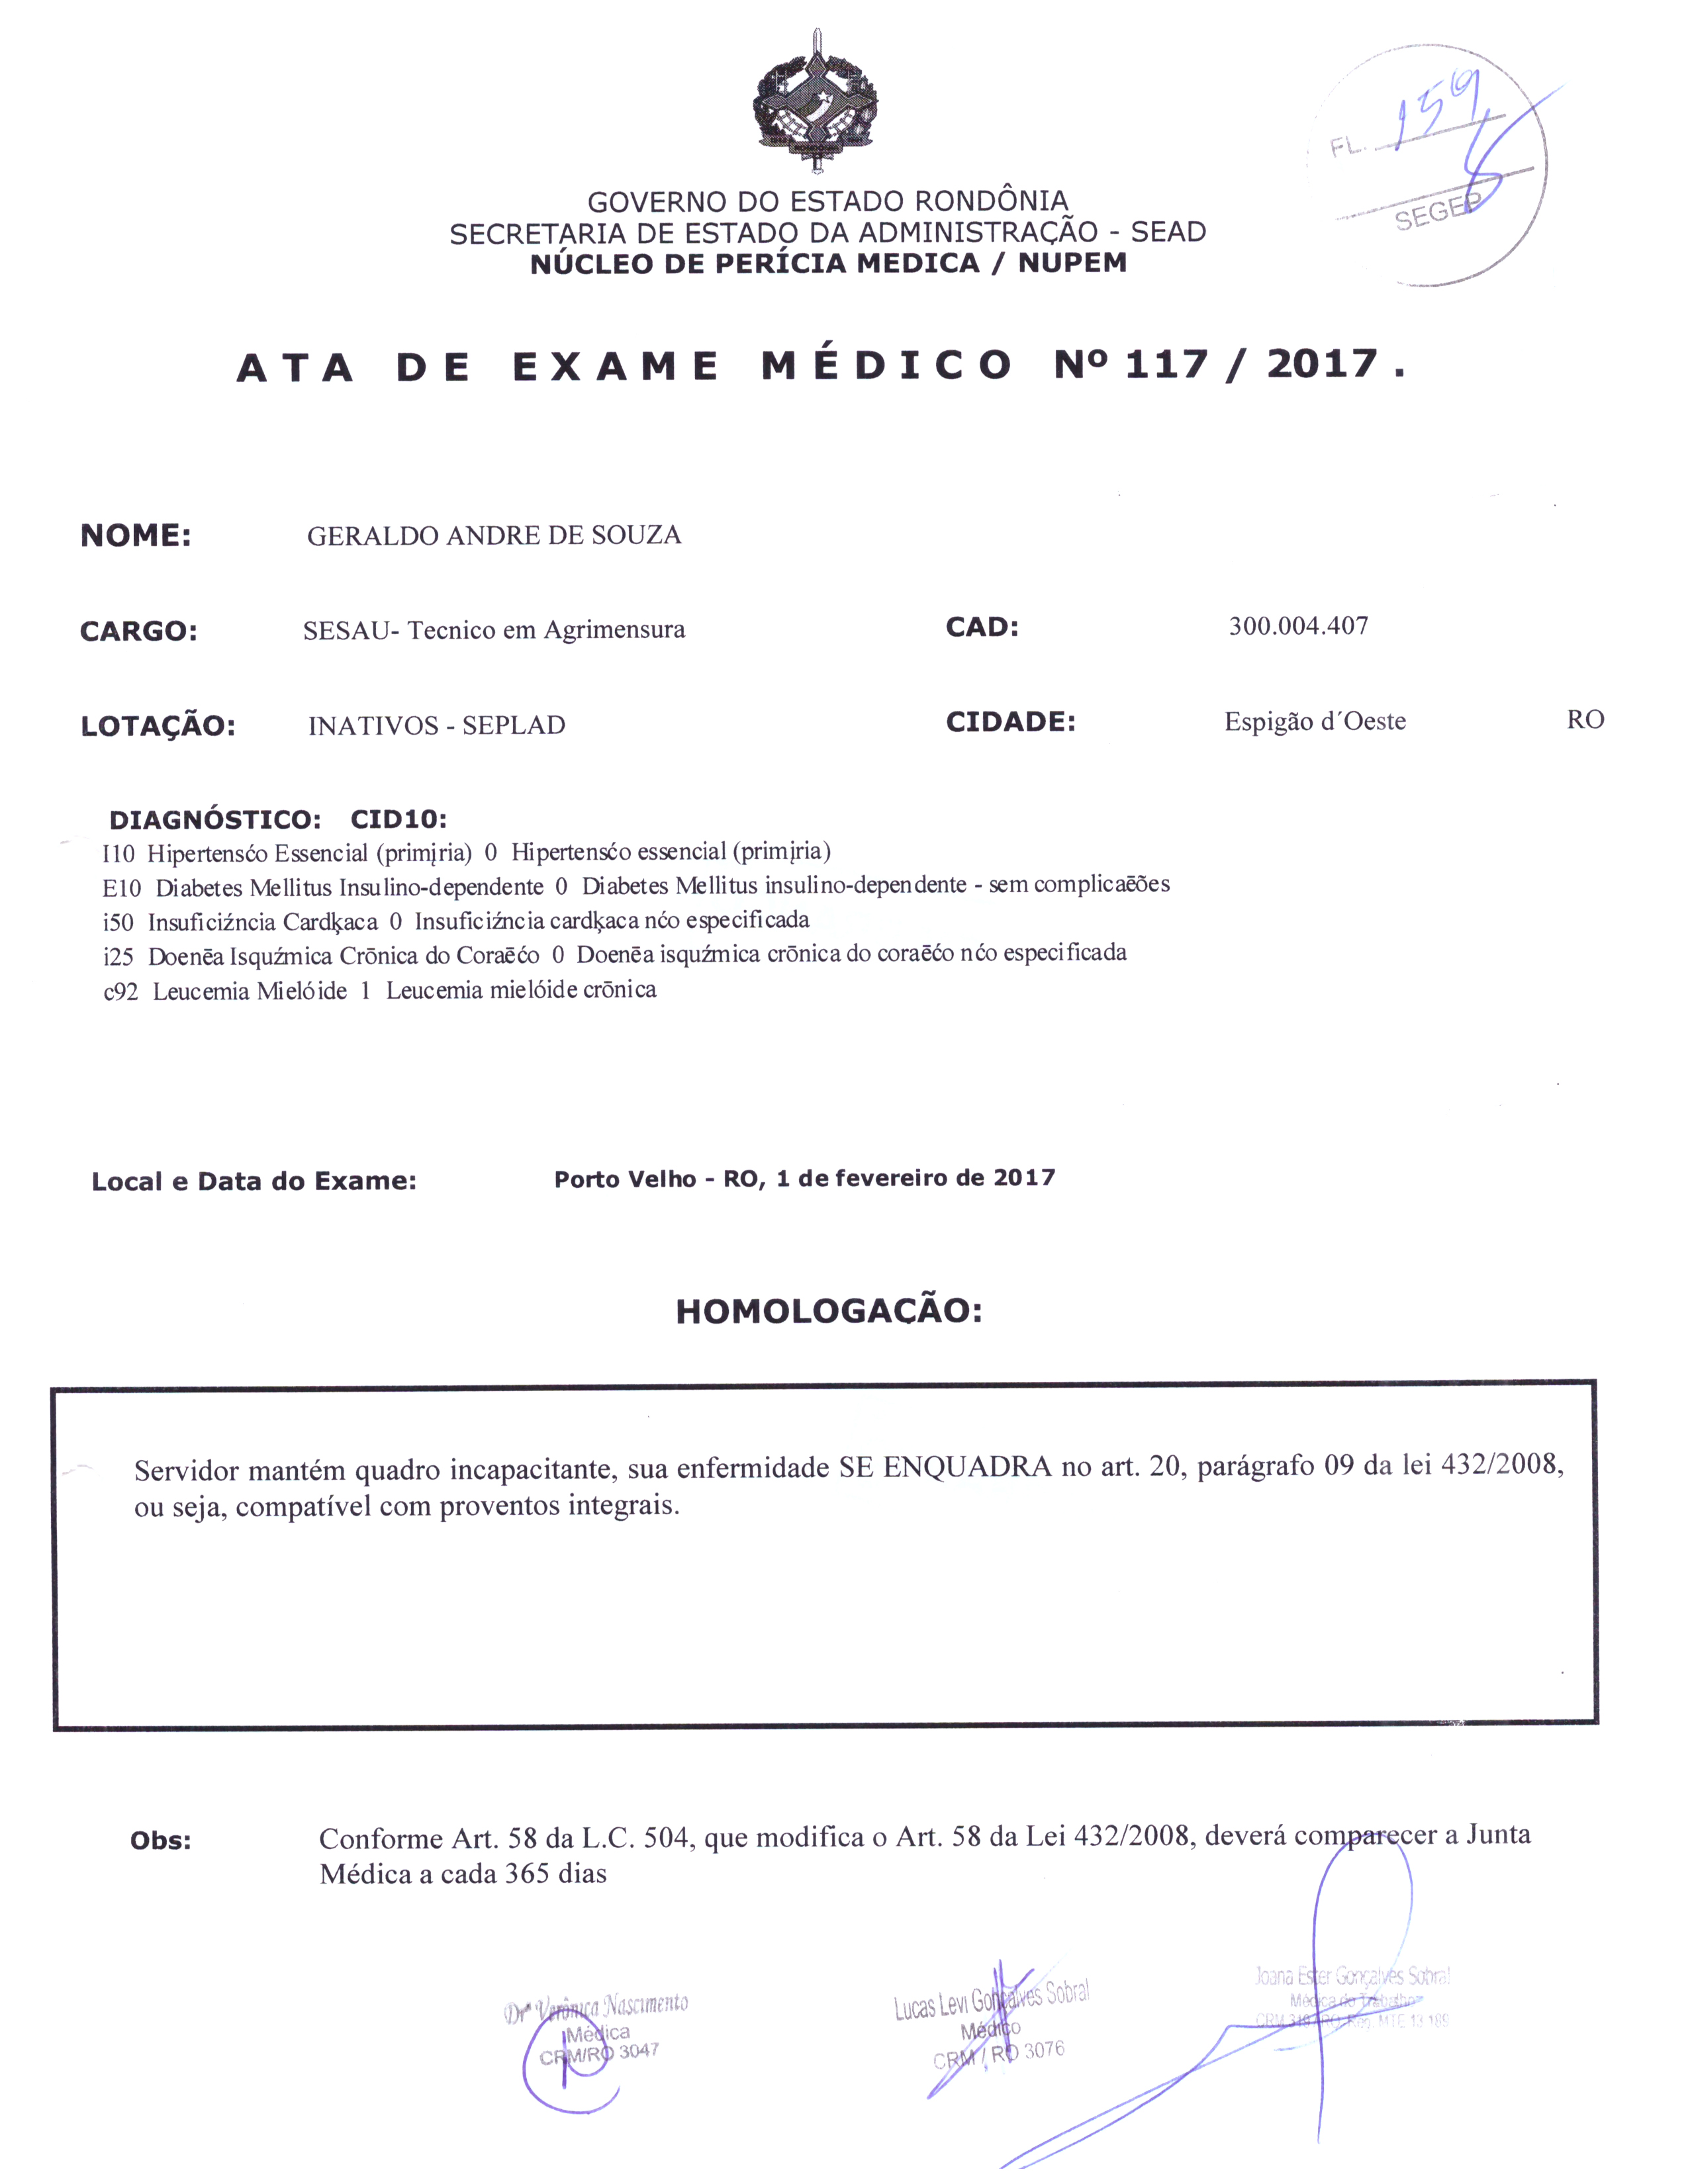 FL. 159
SEGEP
RONDÔNIA
GOVERNO DO ESTADO RONDÔNIA
SECRETARIA DE ESTADO DA ADMINISTRAÇÃO - SEAD
NÚCLEO DE PERÍCIA MEDICA / NUPEM
ATA DE EXAME MÉDICO Nº 117 / 2017 .
NOME: GERALDO ANDRE DE SOUZA
CARGO: SESAU- Tecnico em Agrimensura CAD: 300.004.407
LOTAÇÃO: INATIVOS - SEPLAD CIDADE: Espigão d´Oeste RO
DIAGNÓSTICO: CID10:
I10 Hipertensćo Essencial (primįria) 0 Hipertensćo essencial (primįria)
E10 Diabetes Mellitus Insulino-dependente 0 Diabetes Mellitus insulino-dependente - sem complicaēões
i50 Insuficiźncia Cardķaca 0 Insuficiźncia cardķaca nćo especificada
i25 Doenēa Isquźmica Crōnica do Coraēćo 0 Doenēa isquźmica crōnica do coraēćo nćo especificada
c92 Leucemia Mielóide 1 Leucemia mielóide crōnica
Local e Data do Exame: Porto Velho - RO, 1 de fevereiro de 2017
HOMOLOGAÇÃO:
Servidor mantém quadro incapacitante, sua enfermidade SE ENQUADRA no art. 20, parágrafo 09 da lei 432/2008,
ou seja, compatível com proventos integrais.
Obs: Conforme Art. 58 da L.C. 504, que modifica o Art. 58 da Lei 432/2008, deverá comparecer a Junta
Médica a cada 365 dias
Drª Verônica Nascimento
Médica
CRM/RO 3047
Lucas Levi Gonçalves Sobral
Médico
CRM / RO 3076
Joana Ester Gonçalves Sobral
Médica do Trabalho
CRM RO, Reg. MTE 13 189